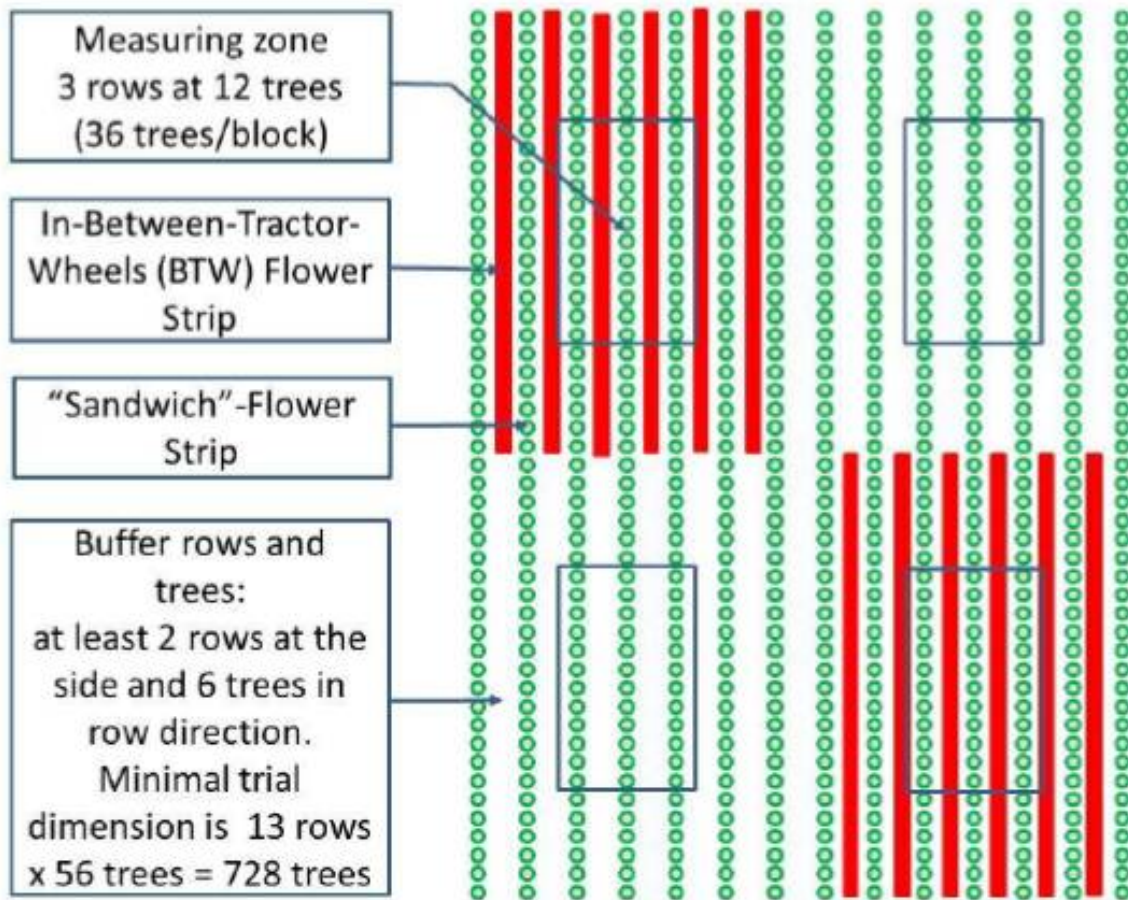 Measuring zone
3 rows at 12 trees
(36 trees/block)
In-Between-Tractor-
Wheels (BTW) Flower
Strip
“Sandwich”-Flower
Strip
Buffer rows and
trees:
at least 2 rows at the
side and 6 trees in
row direction.
Minimal trial
dimension is 13 rows
x 56 trees = 728 trees